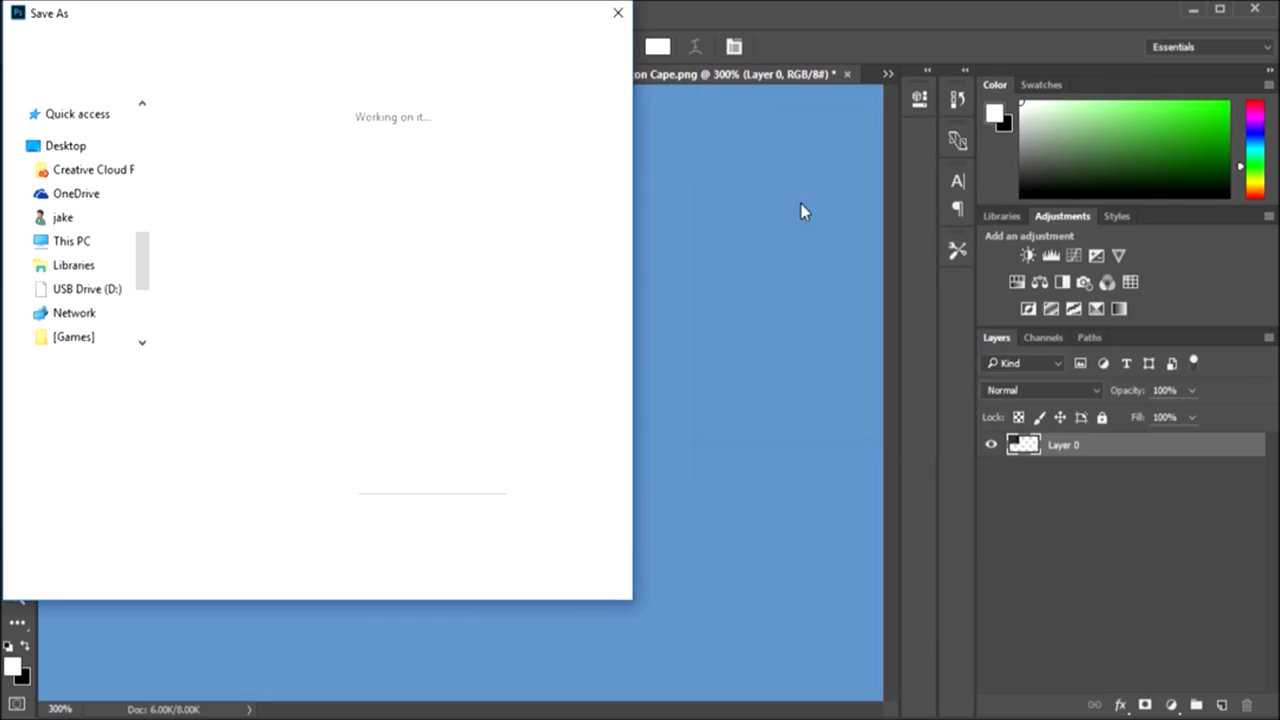 Ps Save As
Essentials
on Cape.png @ 300% (Layer 0, RGB/8#) *
Quick access
Desktop
Creative Cloud F
OneDrive
jake
This PC
Libraries
USB Drive (D:)
Network
[Games]
Working on it...
Color Swatches
Libraries Adjustments Styles
Add an adjustment
Layers Channels Paths
Kind
Normal Opacity: 100%
Lock: Fill: 100%
Layer 0
fx
300% Doc: 6.00K/8.00K